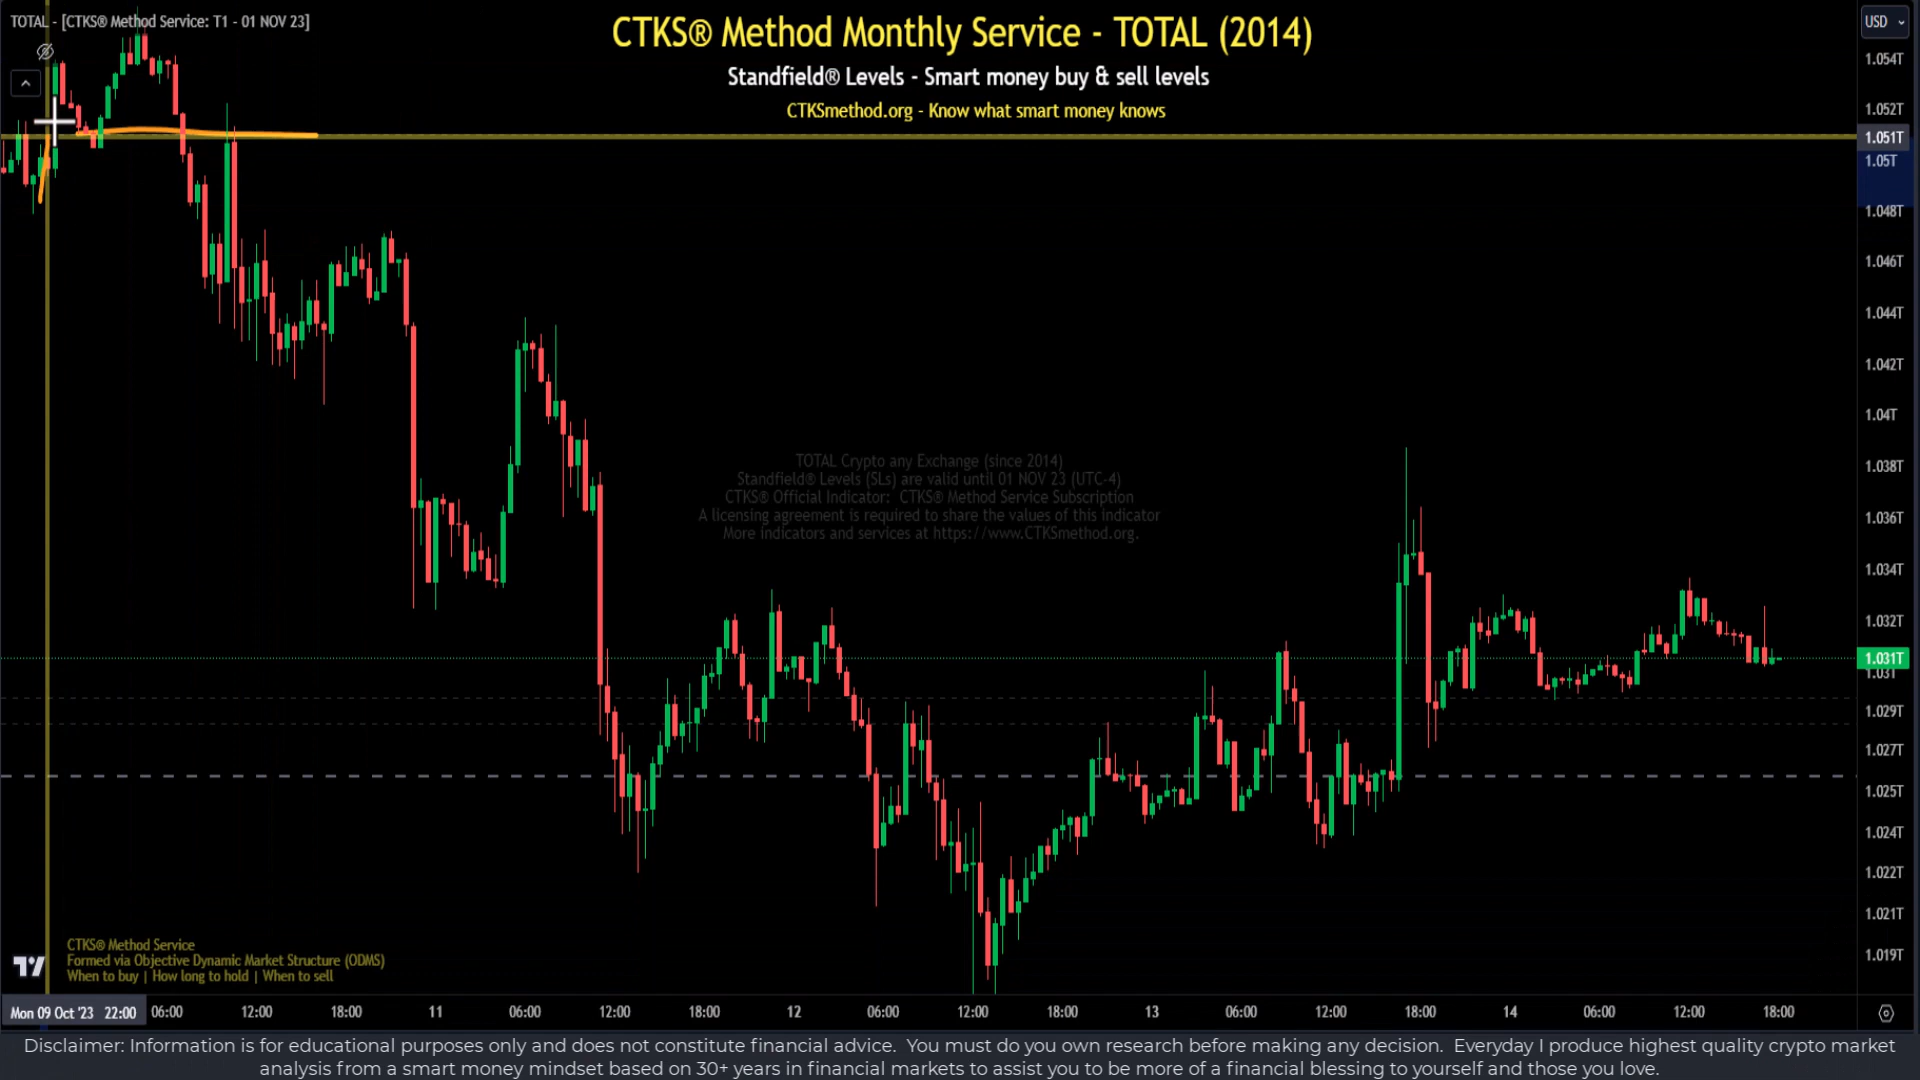 TOTAL - [CTKS® Method Service: T1 - 01 NOV 23]
CTKS® Method Monthly Service - TOTAL (2014)
Standfield® Levels - Smart money buy & sell levels
CTKSmethod.org - Know what smart money knows
USD
1.054T
1.052T
1.051T
1.05T
1.048T
1.046T
1.044T
1.042T
1.04T
1.038T
1.036T
1.034T
1.032T
1.031T
1.031
1.029T
1.027T
1.025T
1.024T
1.022T
1.021T
1.019T
TOTAL Crypto any Exchange (since 2014)
Standfield® Levels (SLs) are valid until 01 NOV 23 (UTC-4)
CTKS® Official Indicator: CTKS® Method Service Subscription
A licensing agreement is required to share the values of this indicator
More indicators and services at https://www.CTKSmethod.org.
CTKS® Method Service
Formed via Objective Dynamic Market Structure (ODMS)
When to buy | How long to hold | When to sell
Mon 09 Oct '23 22:00 06:00 12:00 18:00 11 06:00 12:00 18:00 12 06:00 12:00 18:00 13 06:00 12:00 18:00 14 06:00 12:00 18:00
Disclaimer: Information is for educational purposes only and does not constitute financial advice. You must do you own research before making any decision. Everyday I produce highest quality crypto market
analysis from a smart money mindset based on 30+ years in financial markets to assist you to be more of a financial blessing to yourself and those you love.